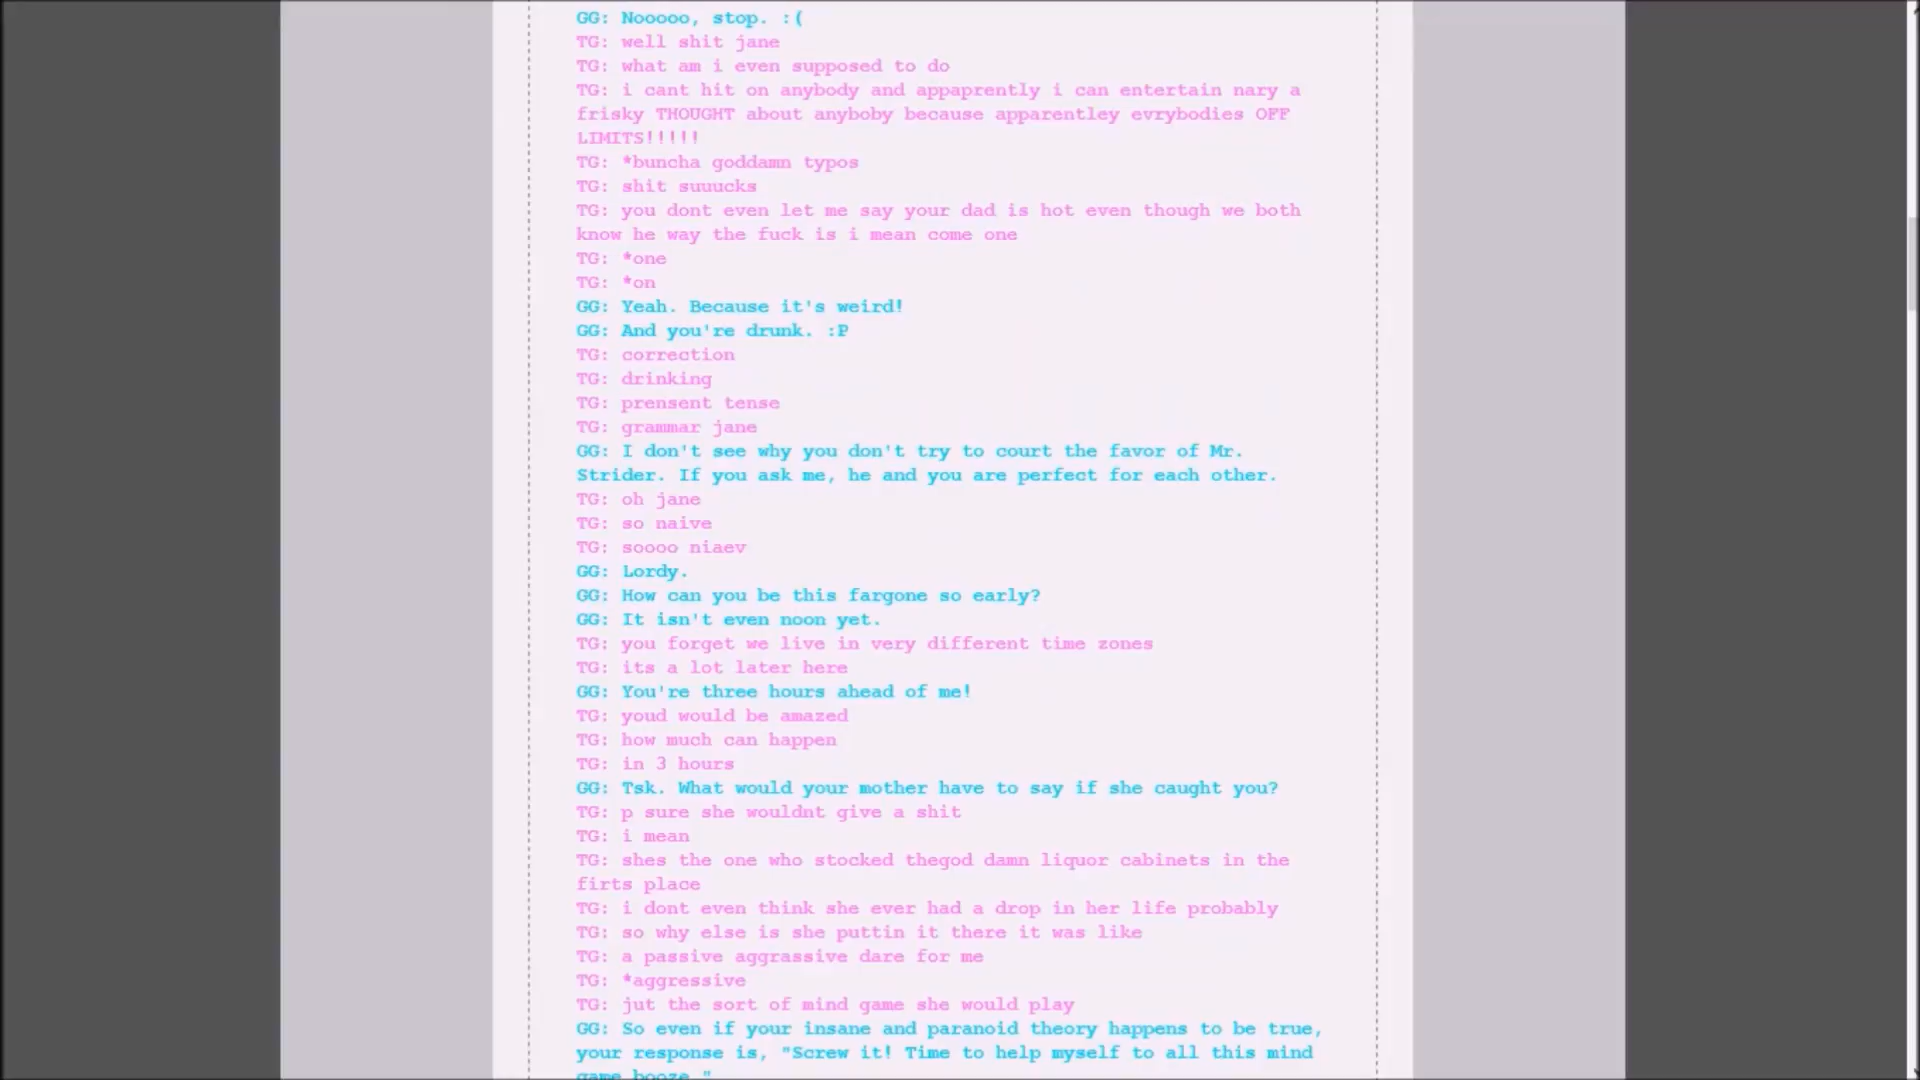 GG: Nooooo, stop. :(
TG: well shit jane
TG: what am i even supposed to do
TG: i cant hit on anybody and appaprently i can entertain nary a
frisky THOUGHT about anyboby because apparentley evrybodies OFF
LIMITS!!!!!
TG: *buncha goddamn typos
TG: shit suuucks
TG: you dont even let me say your dad is hot even though we both
know he way the fuck is i mean come one
TG: *one
TG: *on
GG: Yeah. Because it's weird!
GG: And you're drunk. :P
TG: correction
TG: drinking
TG: prensent tense
TG: grammar jane
GG: I don't see why you don't try to court the favor of Mr.
Strider. If you ask me, he and you are perfect for each other.
TG: oh jane
TG: so naive
TG: soooo niaev
GG: Lordy.
GG: How can you be this fargone so early?
GG: It isn't even noon yet.
TG: you forget we live in very different time zones
TG: its a lot later here
GG: You're three hours ahead of me!
TG: youd would be amazed
TG: how much can happen
TG: in 3 hours
GG: Tsk. What would your mother have to say if she caught you?
TG: p sure she wouldnt give a shit
TG: i mean
TG: shes the one who stocked thegod damn liquor cabinets in the
firts place
TG: i dont even think she ever had a drop in her life probably
TG: so why else is she puttin it there it was like
TG: a passive aggrassive dare for me
TG: *aggressive
TG: jut the sort of mind game she would play
GG: So even if your insane and paranoid theory happens to be true,
your response is, "Screw it! Time to help myself to all this mind
game booze."